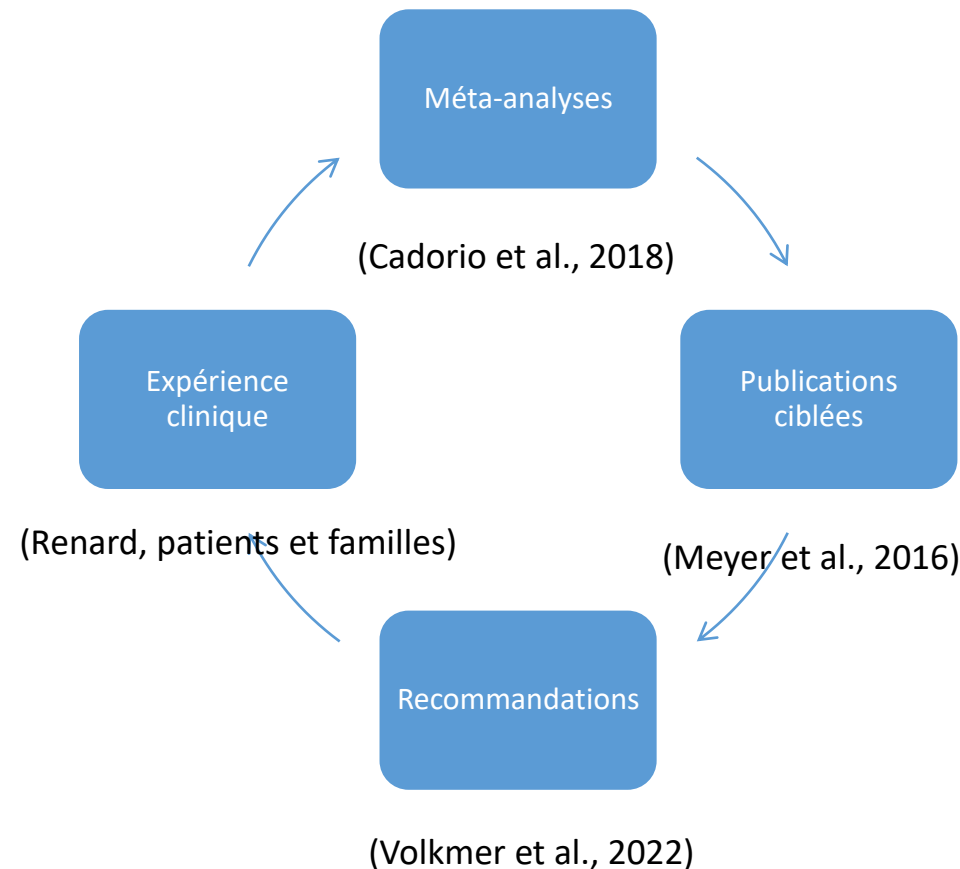 Méta-analyses
(Cadorio et al., 2018)
Expérience
clinique
Publications
ciblées
(Renard, patients et familles)
(Meyer et al., 2016)
Recommandations
(Volkmer et al., 2022)